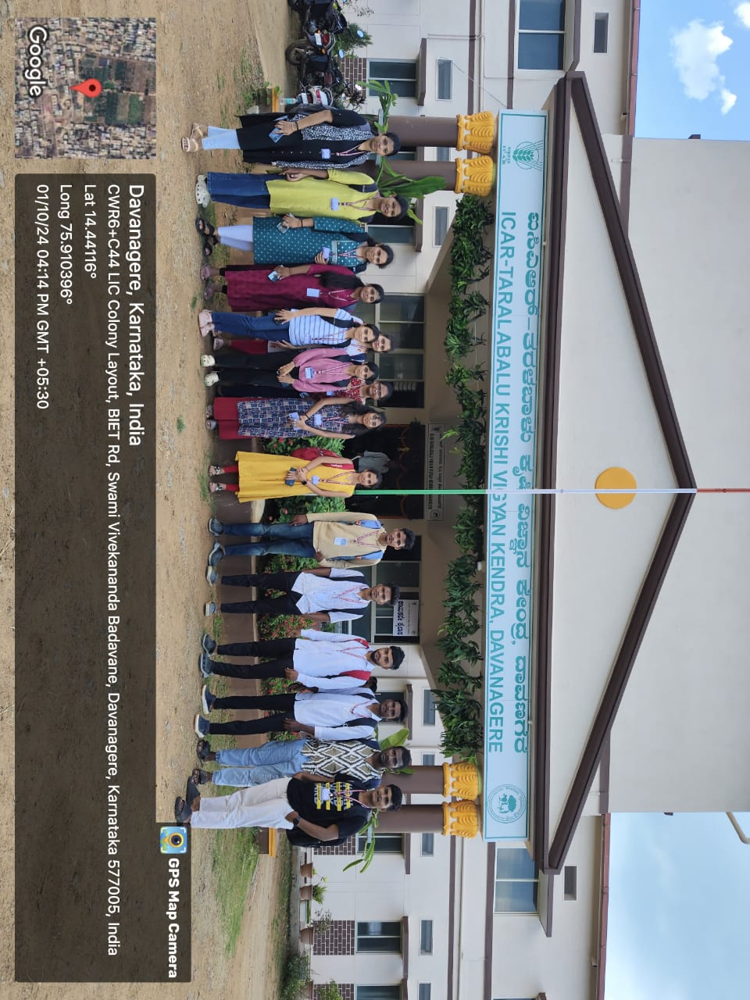 ಐಸಿಎಆರ್-ತರಳಬಾಳು ಕೃಷಿ ವಿಜ್ಞಾನ ಕೇಂದ್ರ, ದಾವಣಗೆರೆ
ICAR-TARALABALU KRISHI VIGYAN KENDRA, DAVANAGERE
ICAR
GPS Map Camera
Google
Davanagere, Karnataka, India
CWR6+C44 LIC Colony Layout, BIET Rd, Swami Vivekananda Badavane, Davanagere, Karnataka 577005, India
Lat 14.44116°
Long 75.910396°
01/10/24 04:14 PM GMT +05:30